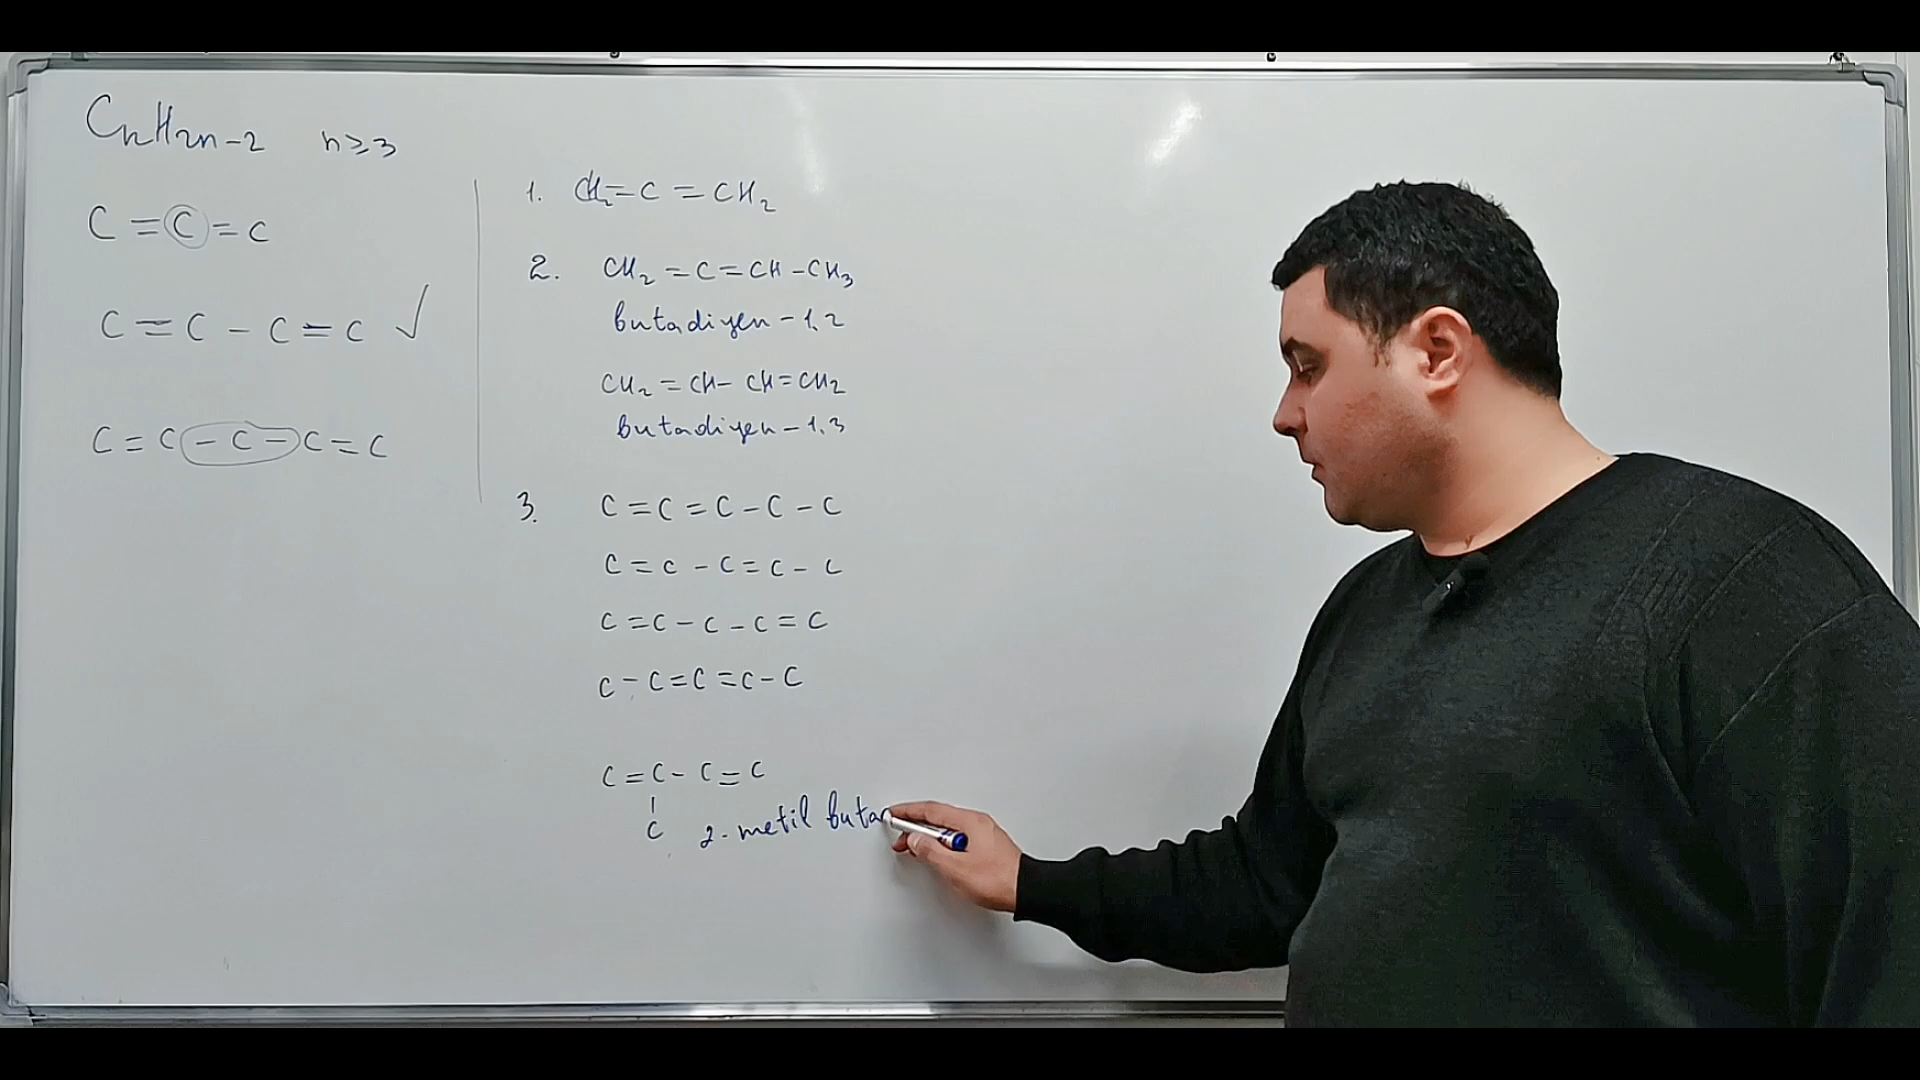 CnH2n-2 n≥3
C=C=C
C=C-C=C ✓
C=C-C-C=C
1. CH2=C=CH2
2. CH2=C=CH-CH3
butadiyen-1,2
CH2=CH-CH=CH2
butadiyen-1,3
3. C=C=C-C-C
C=C-C=C-C
C=C-C-C=C
C-C=C=C-C
C=C-C=C
|
C 2-metil buta